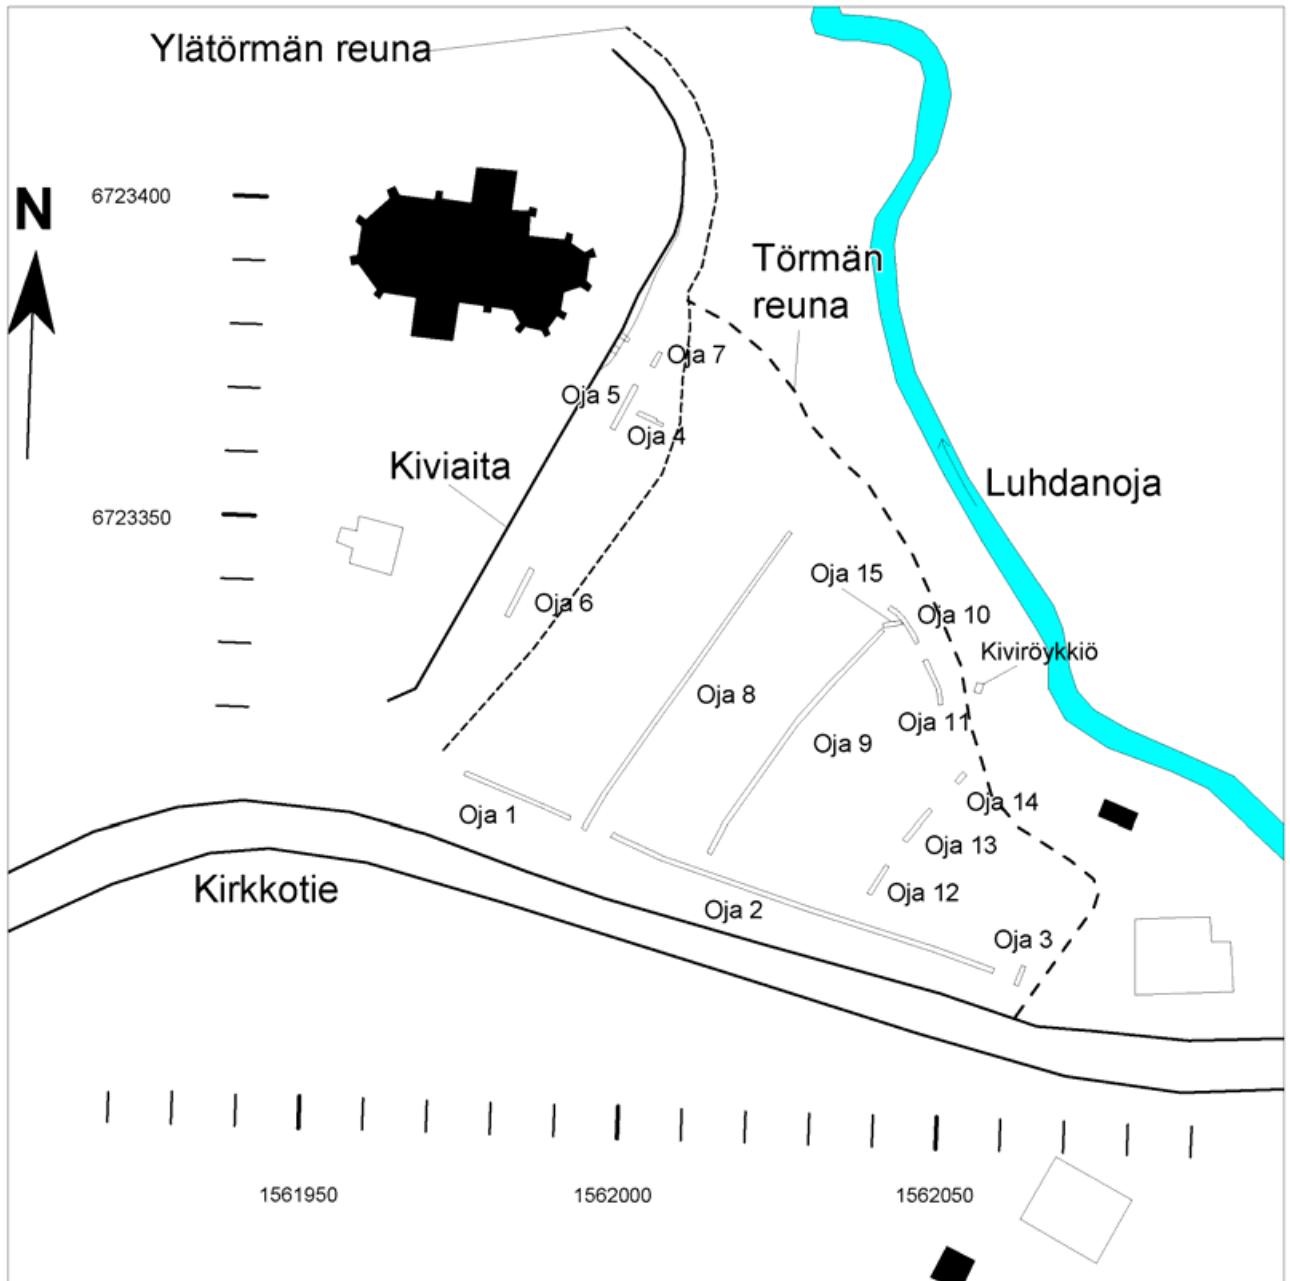 Ylätörmän reuna
N
6723400
Törmän
reuna
Oja 7
Oja 5
Oja 4
Kiviaita
Luhdanoja
6723350
Oja 15
Oja 6
Oja 10
Kiviröykkiö
Oja 8
Oja 11
Oja 9
Oja 14
Oja 1
Oja 13
Kirkkotie
Oja 12
Oja 2
Oja 3
1561950
1562000
1562050